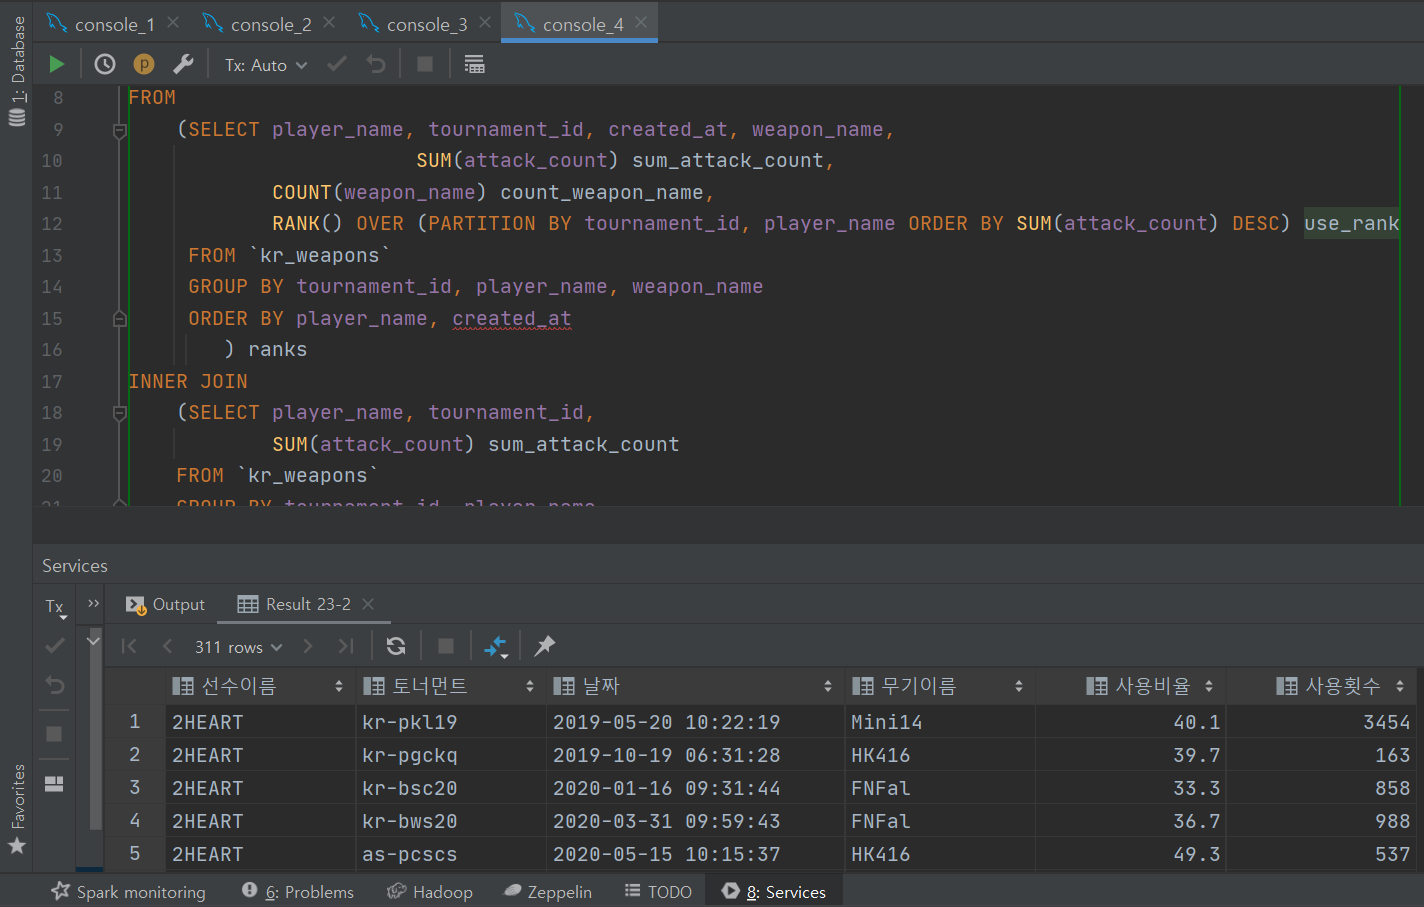 1: Database
console_1
console_2
console_3
console_4
Tx: Auto
8 FROM
9 (SELECT player_name, tournament_id, created_at, weapon_name,
10 SUM(attack_count) sum_attack_count,
11 COUNT(weapon_name) count_weapon_name,
12 RANK() OVER (PARTITION BY tournament_id, player_name ORDER BY SUM(attack_count) DESC) use_rank
13 FROM `kr_weapons`
14 GROUP BY tournament_id, player_name, weapon_name
15 ORDER BY player_name, created_at
16 ) ranks
17 INNER JOIN
18 (SELECT player_name, tournament_id,
19 SUM(attack_count) sum_attack_count
20 FROM `kr_weapons`
21 GROUP BY tournament_id, player_name
Services
Tx
Output
Result 23-2
311 rows
선수이름 토너먼트 날짜 무기이름 사용비율 사용횟수
1 2HEART kr-pkl19 2019-05-20 10:22:19 Mini14 40.1 3454
2 2HEART kr-pgckq 2019-10-19 06:31:28 HK416 39.7 163
3 2HEART kr-bsc20 2020-01-16 09:31:44 FNFal 33.3 858
4 2HEART kr-bws20 2020-03-31 09:59:43 FNFal 36.7 988
5 2HEART as-pcscs 2020-05-15 10:15:37 HK416 49.3 537
Favorites
Spark monitoring
6: Problems
Hadoop
Zeppelin
TODO
8: Services